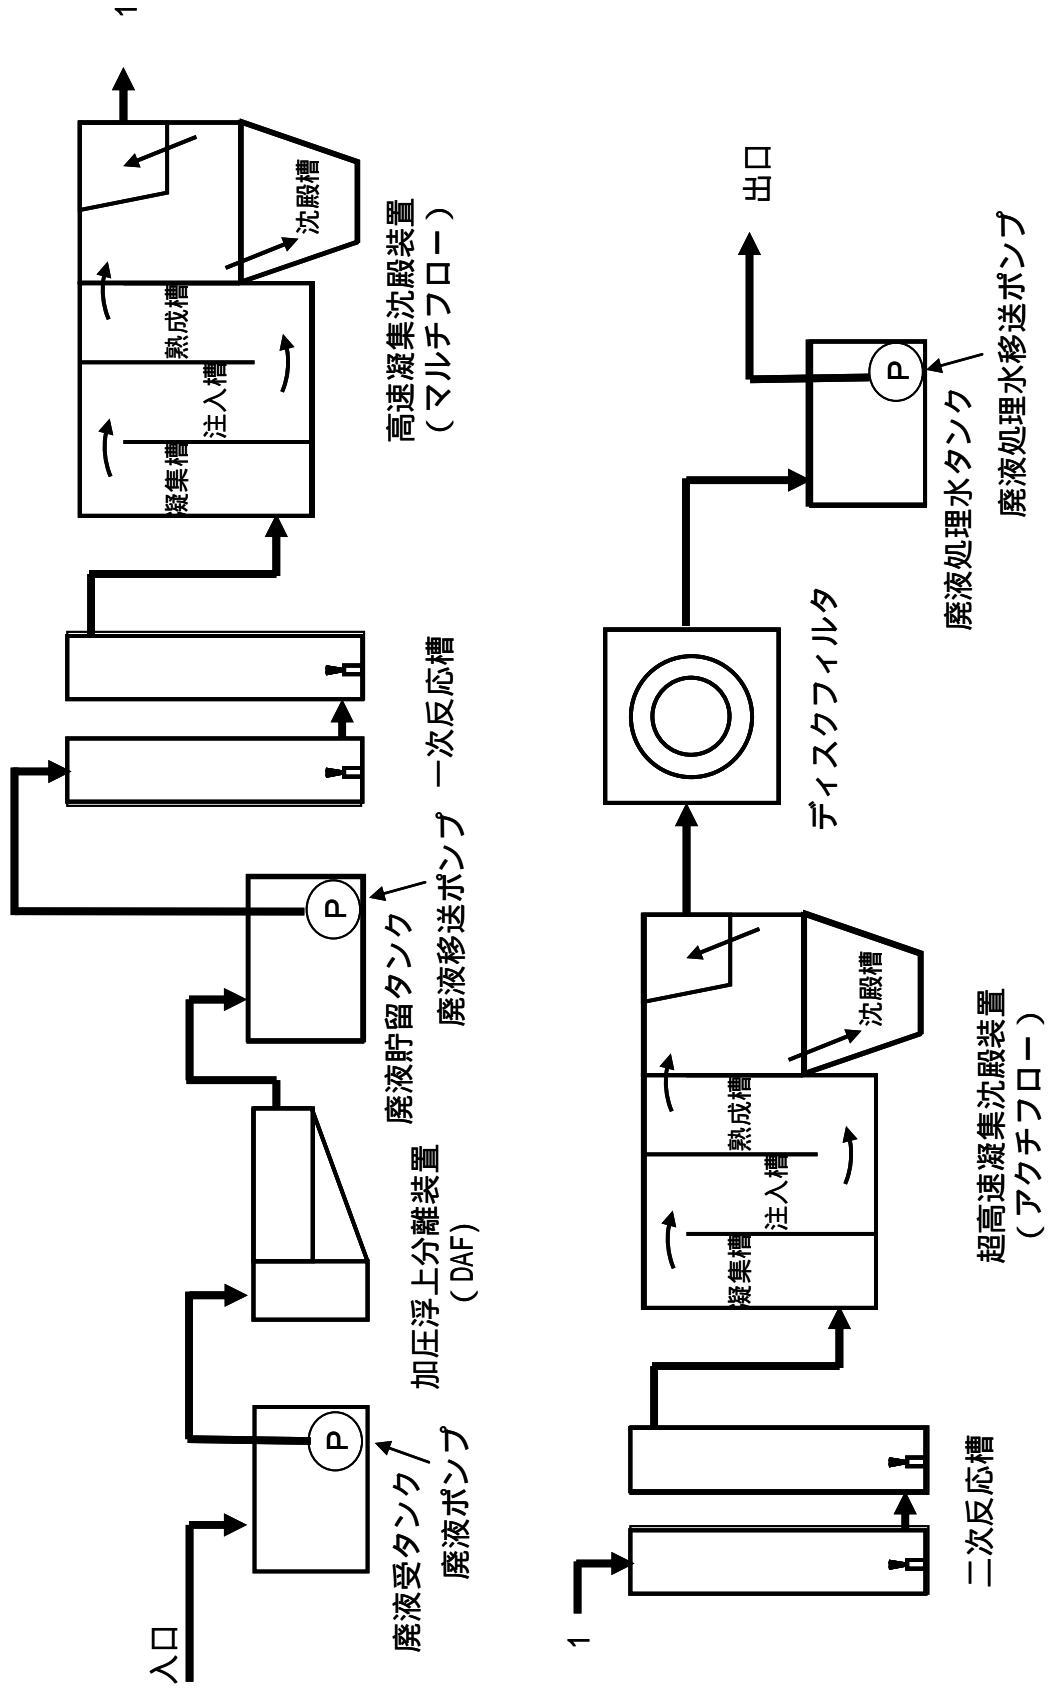 入口
廃液受タンク/
廃液ポンプ
P
加圧浮上分離装置
(DAF)
廃液貯留タンク
廃液移送ポンプ
P
一次反応槽
凝集槽
注入槽
熟成槽
沈殿槽
高速凝集沈殿装置
(マルチフロー)
1
1
二次反応槽
凝集槽
注入槽
熟成槽
沈殿槽
超高速凝集沈殿装置
(アクチフロー)
ディスクフィルタ
廃液処理水タンク
廃液処理水移送ポンプ
P
出口